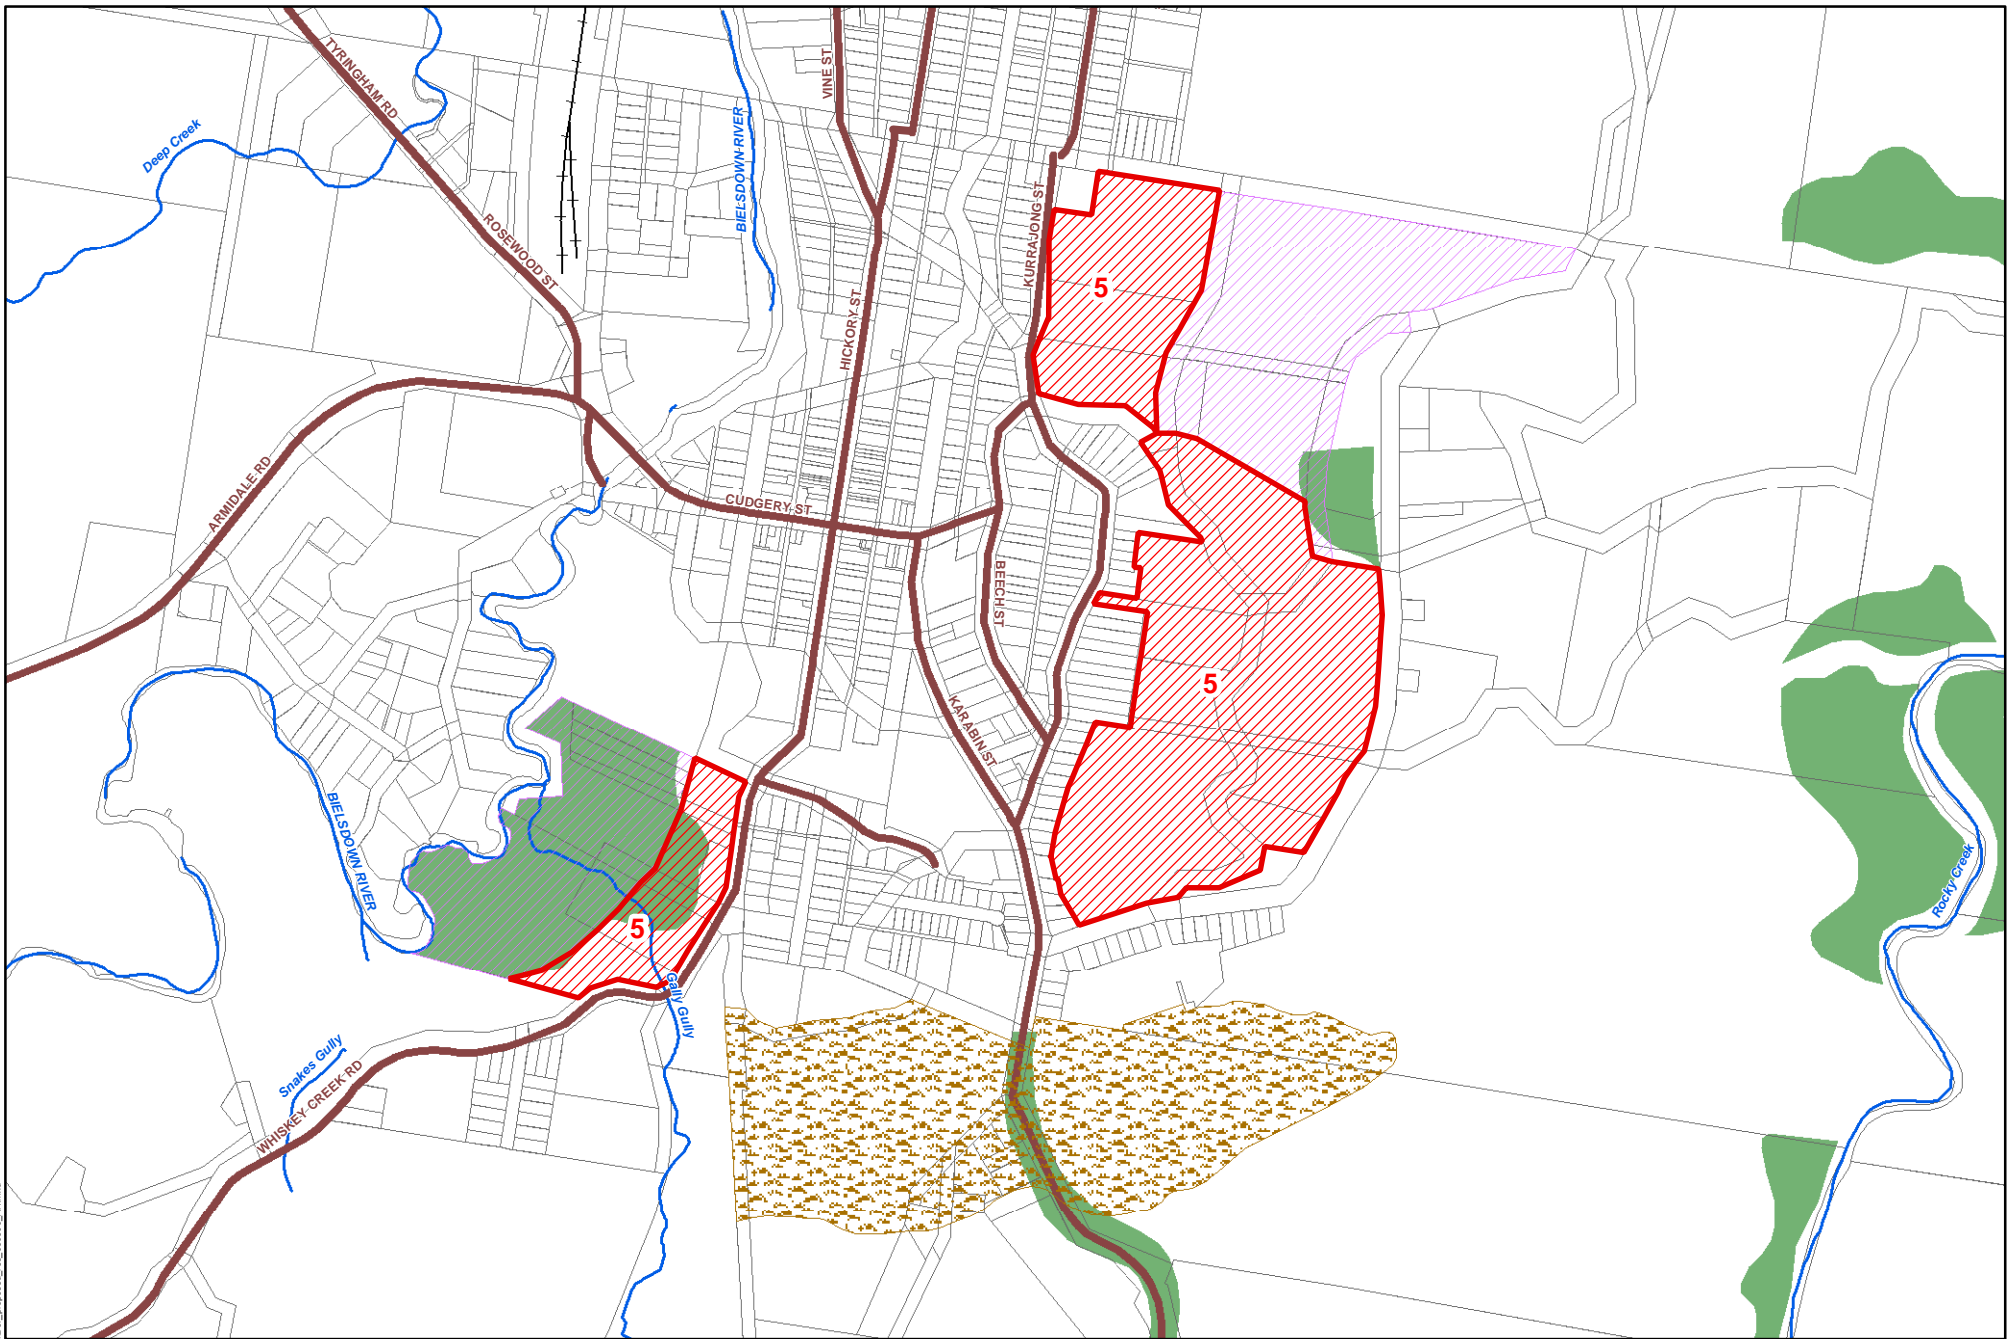 TYRINGHAM RD
VINE ST
Deep Creek
BIELSDOWN RIVER
ROSEWOOD ST
KURRAJONG ST
5
HICKORY ST
ARMIDALE RD
CUDGERY ST
BEECH ST
5
KARABIN ST
BIELSDOWN RIVER
5
Rocky Creek
Gally Gully
Snakes Gully
WHISKEY CREEK RD